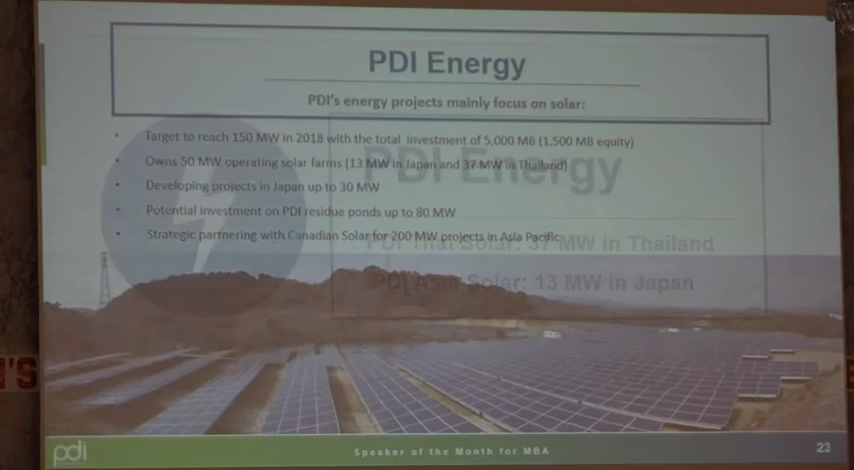 PDI Energy
PDI's energy projects mainly focus on solar:
• Target to reach 150 MW in 2018 with the total investment of 5,000 MB (1,500 MB equity)
• Owns 50 MW operating solar farms (13 MW in Japan and 37 MW in Thailand)
• Developing projects in Japan up to 30 MW
• Potential investment on PDI residue ponds up to 80 MW
• Strategic partnering with Canadian Solar for 200 MW projects in Asia Pacific
PDI Energy
PDI Thai Solar: 37 MW in Thailand
PDI Asia Solar: 13 MW in Japan
'S
pdi
Speaker of the Month for MBA
23